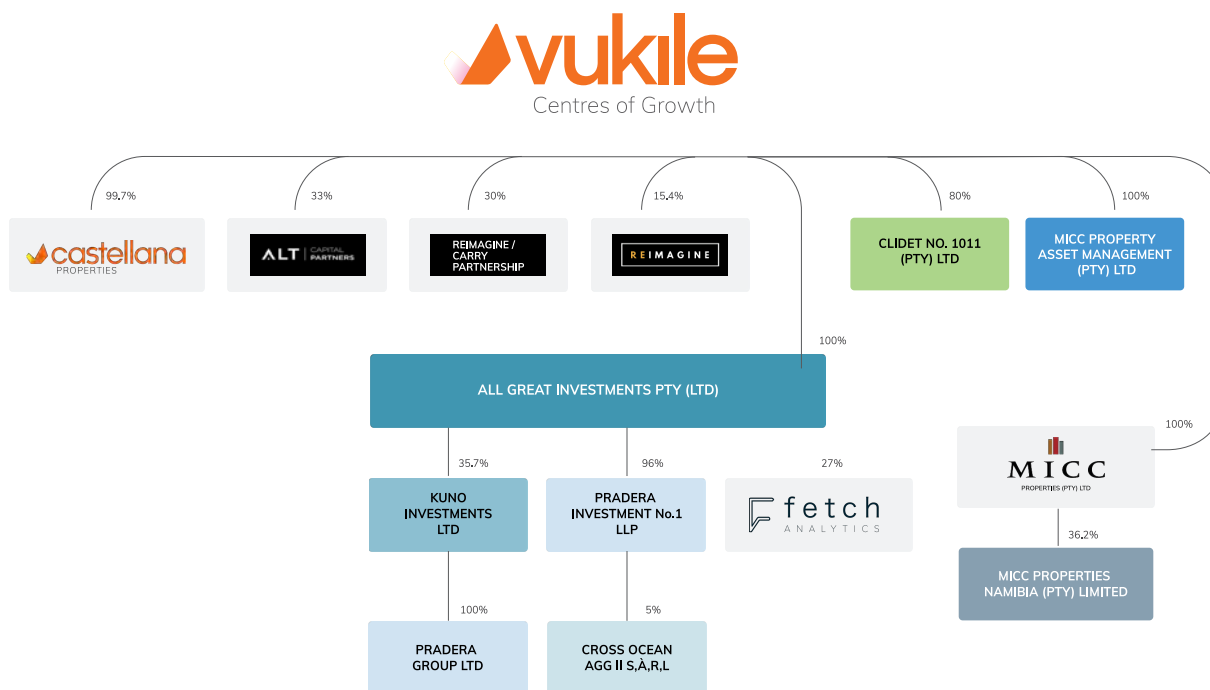 vukile
Centres of Growth
99.7%
33%
30%
15.4%
80%
100%
castellana
PROPERTIES
ALT | CAPITAL
PARTNERS
REIMAGINE /
CARRY
PARTNERSHIP
REIMAGINE
CLIDET NO. 1011
(PTY) LTD
MICC PROPERTY
ASSET MANAGEMENT
(PTY) LTD
100%
ALL GREAT INVESTMENTS PTY (LTD)
35.7%
96%
27%
100%
KUNO
INVESTMENTS
LTD
PRADERA
INVESTMENT No.1
LLP
fetch
ANALYTICS
MICC
PROPERTIES (PTY) LTD
36.2%
MICC PROPERTIES
NAMIBIA (PTY) LIMITED
100%
5%
PRADERA
GROUP LTD
CROSS OCEAN
AGG II S,À,R,L